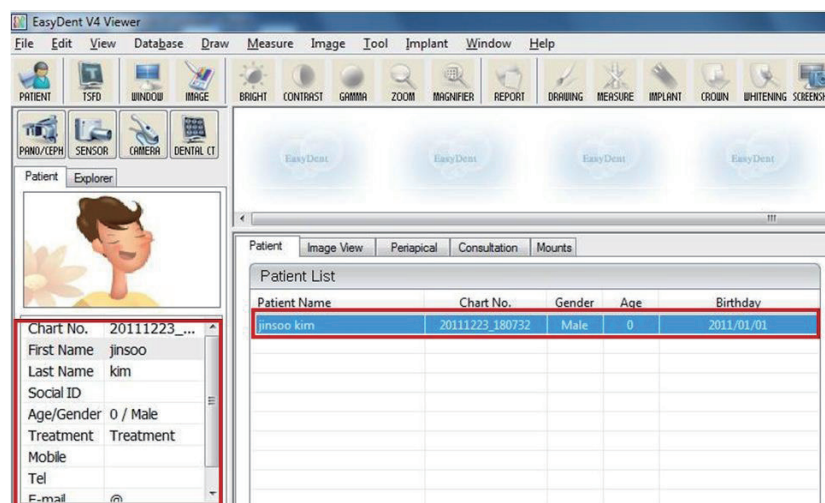 EasyDent V4 Viewer
File Edit View Database Draw Measure Image Tool Implant Window Help
PATIENT TSFD WINDOW IMAGE BRIGHT CONTRAST GAMMA ZOOM MAGNIFIER REPORT DRAWING MEASURE IMPLANT CROWN WHITENING SCREENSH
PANO/CEPH SENSOR CAMERA DENTAL CT
EasyDent EasyDent EasyDent EasyDent
Patient Explorer
Patient Image View Periapical Consultation Mounts
Patient List
Patient Name Chart No. Gender Age Birthday
jinsoo kim 20111223_180732 Male 0 2011/01/01
Chart No. 20111223_...
First Name jinsoo
Last Name kim
Social ID
Age/Gender 0 / Male
Treatment Treatment
Mobile
Tel
E-mail @